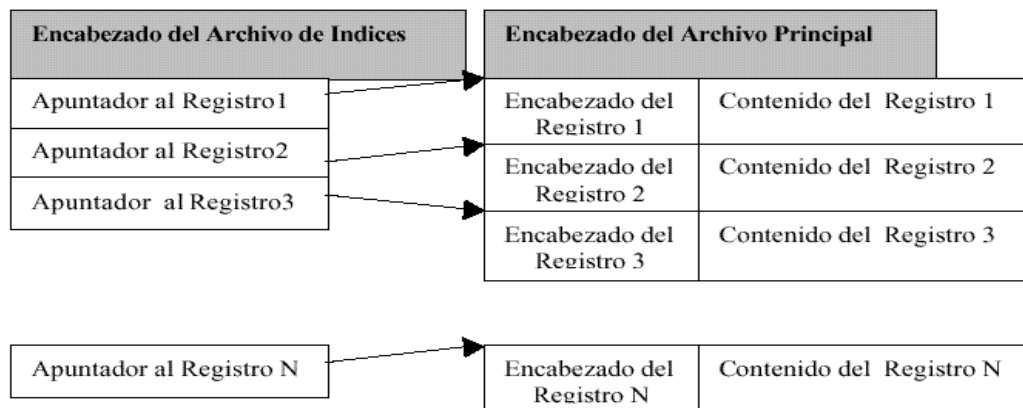 Encabezado del Archivo de Indices
Encabezado del Archivo Principal
Apuntador al Registro1
Encabezado del
Registro 1
Contenido del Registro 1
Apuntador al Registro2
Encabezado del
Registro 2
Contenido del Registro 2
Apuntador al Registro3
Encabezado del
Registro 3
Contenido del Registro 3
Apuntador al Registro N
Encabezado del
Registro N
Contenido del Registro N